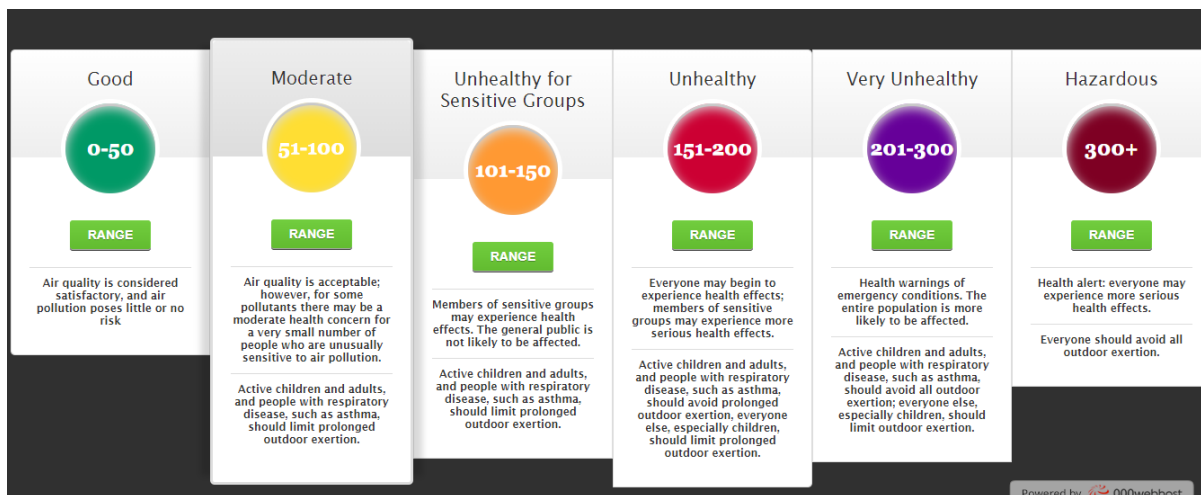 Good
0-50
RANGE
Air quality is considered
satisfactory, and air
pollution poses little or no
risk
Moderate
51-100
RANGE
Air quality is acceptable;
however, for some
pollutants there may be a
moderate health concern for
a very small number of
people who are unusually
sensitive to air pollution.
Active children and adults,
and people with respiratory
disease, such as asthma,
should limit prolonged
outdoor exertion.
Unhealthy for
Sensitive Groups
101-150
RANGE
Members of sensitive groups
may experience health
effects. The general public is
not likely to be affected.
Active children and adults,
and people with respiratory
disease, such as asthma,
should limit prolonged
outdoor exertion.
Unhealthy
151-200
RANGE
Everyone may begin to
experience health effects;
members of sensitive
groups may experience more
serious health effects.
Active children and adults,
and people with respiratory
disease, such as asthma,
should avoid prolonged
outdoor exertion, everyone
else, especially children,
should limit prolonged
outdoor exertion.
Very Unhealthy
201-300
RANGE
Health warnings of
emergency conditions. The
entire population is more
likely to be affected.
Active children and adults,
and people with respiratory
disease, such as asthma,
should avoid all outdoor
exertion; everyone else,
especially children, should
limit outdoor exertion.
Hazardous
300+
RANGE
Health alert: everyone may
experience more serious
health effects.
Everyone should avoid all
outdoor exertion.
Powered by 000webhost